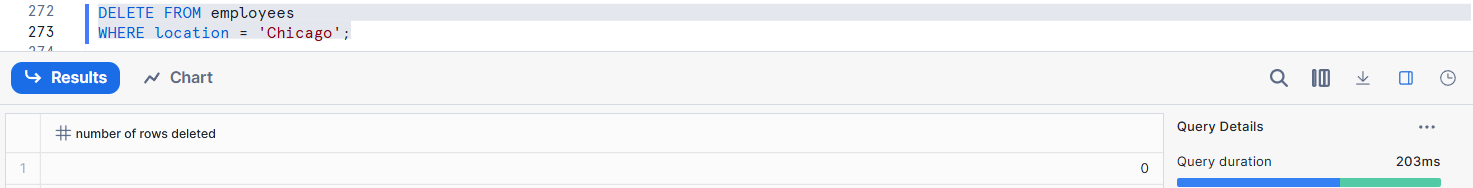 272 DELETE FROM employees
273 WHERE location = 'Chicago';
274
Results Chart
number of rows deleted
Query Details
1 0
Query duration 203ms